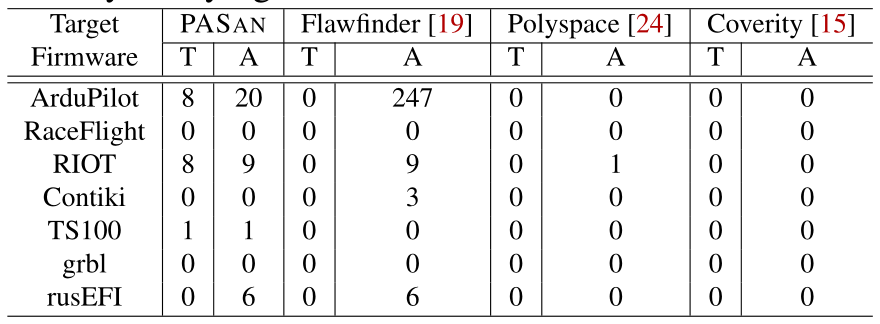 Target PASAN Flawfinder [19] Polyspace [24] Coverity [15]
Firmware T A T A T A T A
ArduPilot 8 20 0 247 0 0 0 0
RaceFlight 0 0 0 0 0 0 0 0
RIOT 8 9 0 9 0 1 0 0
Contiki 0 0 0 3 0 0 0 0
TS100 1 1 0 0 0 0 0 0
grbl 0 0 0 0 0 0 0 0
rusEFI 0 6 0 6 0 0 0 0